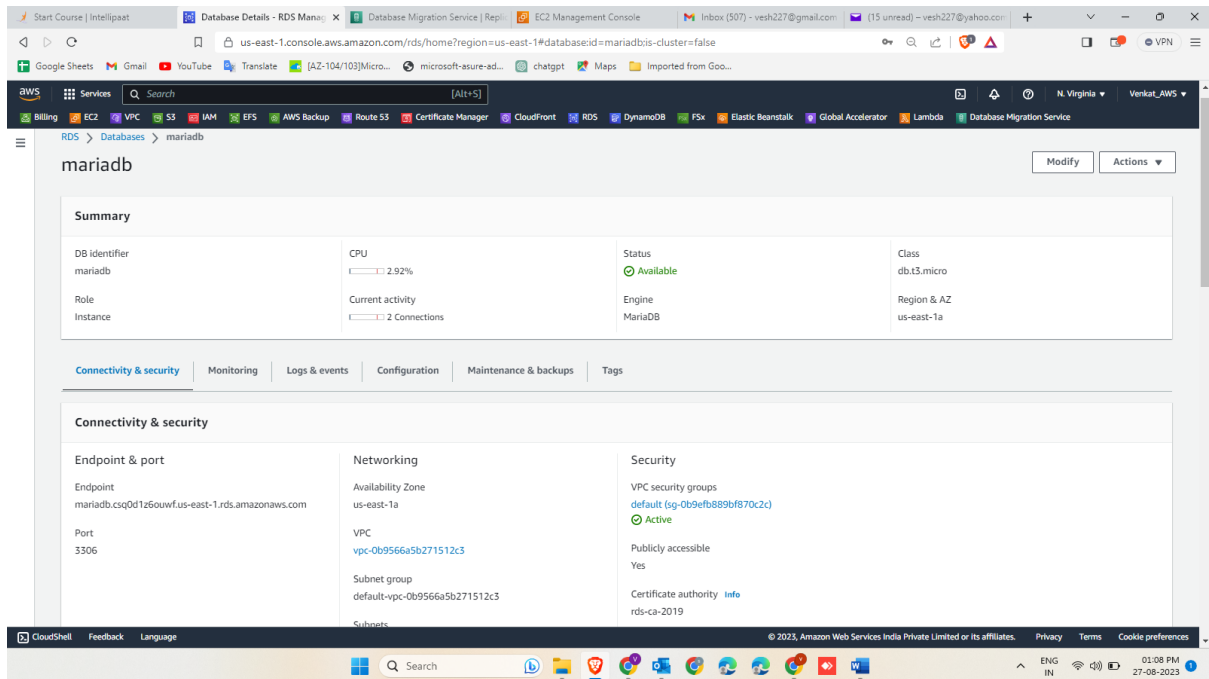 Start Course | Intellipaat
Database Details - RDS Manag
Database Migration Service | Repli
EC2 Management Console
Inbox (507) - vesh227@gmail.com
(15 unread) – vesh227@yahoo.com
us-east-1.console.aws.amazon.com/rds/home?region=us-east-1#database:id=mariadb;is-cluster=false
VPN
Google Sheets Gmail YouTube Translate [AZ-104/103]Micro... microsoft-asure-ad... chatgpt Maps Imported from Goo...
aws Services Search [Alt+S] N. Virginia Venkat_AWS
Billing EC2 VPC S3 IAM EFS AWS Backup Route 53 Certificate Manager CloudFront RDS DynamoDB FSx Elastic Beanstalk Global Accelerator Lambda Database Migration Service
RDS > Databases > mariadb
mariadb
Modify Actions
Summary
DB identifier
mariadb
CPU
2.92%
Status
Available
Class
db.t3.micro
Role
Instance
Current activity
2 Connections
Engine
MariaDB
Region & AZ
us-east-1a
Connectivity & security Monitoring Logs & events Configuration Maintenance & backups Tags
Connectivity & security
Endpoint & port
Endpoint
mariadb.csq0d1z6ouwf.us-east-1.rds.amazonaws.com
Port
3306
Networking
Availability Zone
us-east-1a
VPC
vpc-0b9566a5b271512c3
Subnet group
default-vpc-0b9566a5b271512c3
Subnets
Security
VPC security groups
default (sg-0b9efb889bf870c2c)
Active
Publicly accessible
Yes
Certificate authority Info
rds-ca-2019
CloudShell Feedback Language © 2023, Amazon Web Services India Private Limited or its affiliates. Privacy Terms Cookie preferences
Search
ENG
IN
01:08 PM
27-08-2023
1